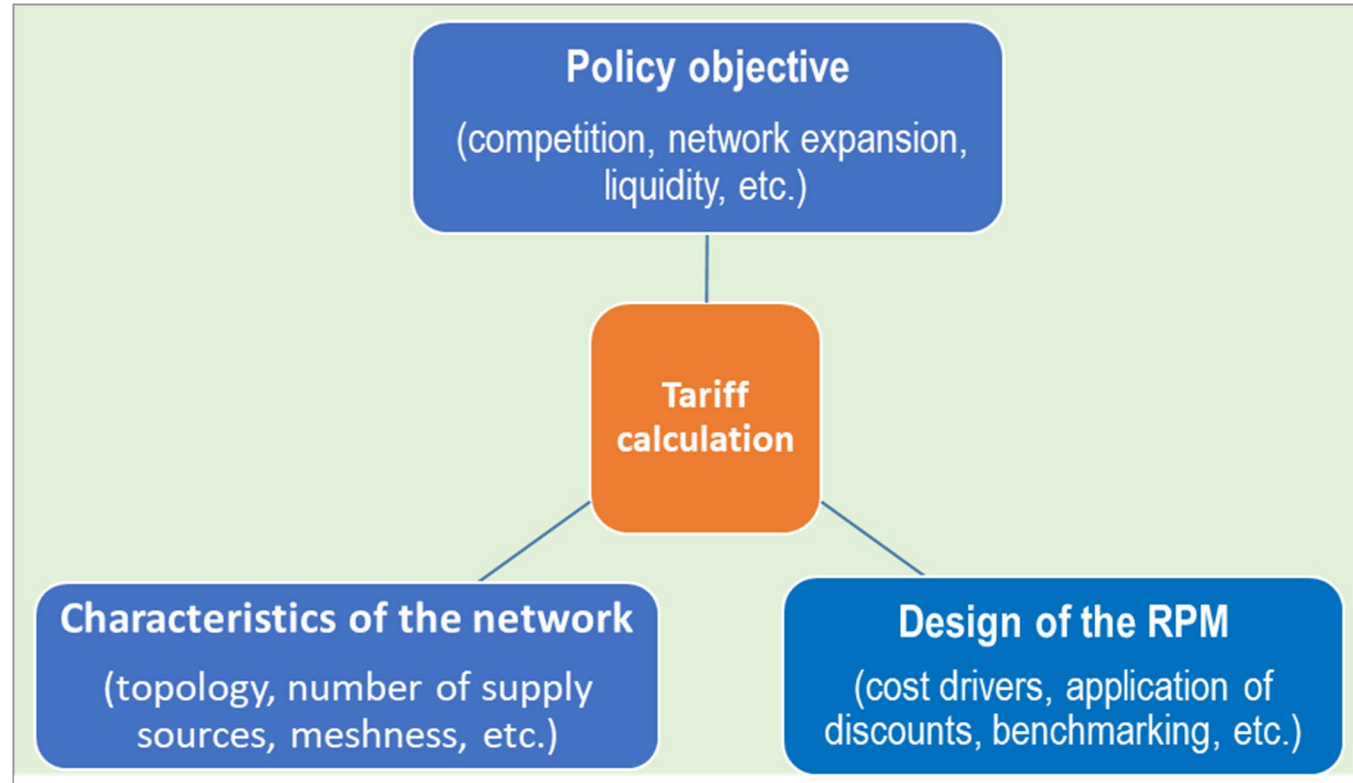 Policy objective
(competition, network expansion,
liquidity, etc.)
Tariff
calculation
Characteristics of the network
(topology, number of supply
sources, meshness, etc.)
Design of the RPM
(cost drivers, application of
discounts, benchmarking, etc.)